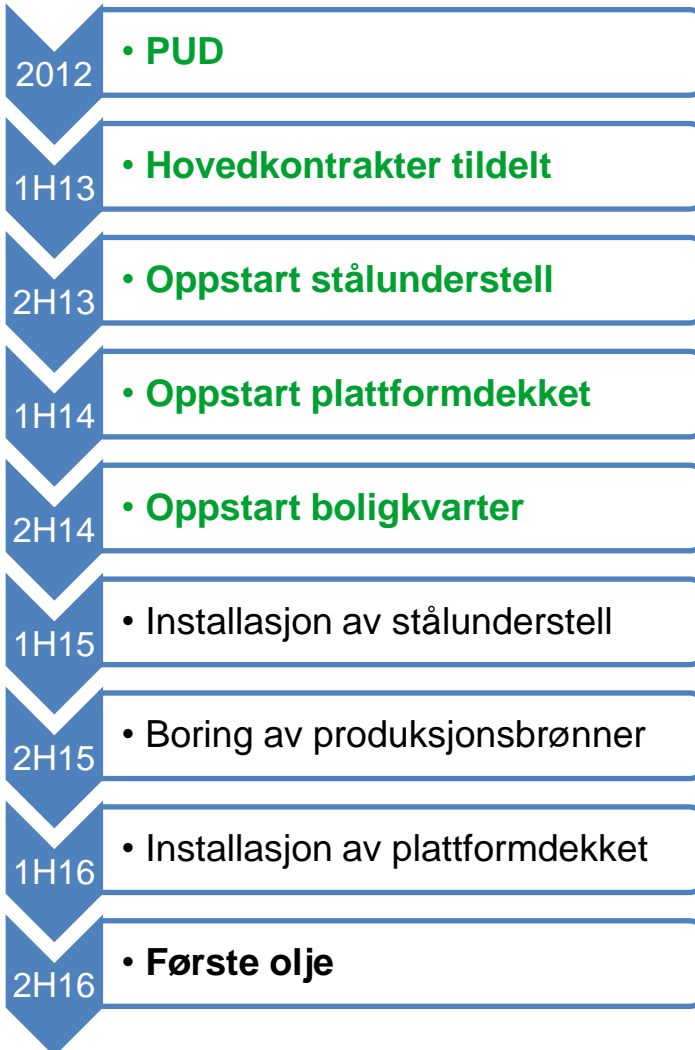 2012
• PUD
1H13
• Hovedkontrakter tildelt
2H13
• Oppstart stålunderstell
1H14
• Oppstart plattformdekket
2H14
• Oppstart boligkvarter
1H15
• Installasjon av stålunderstell
2H15
• Boring av produksjonsbrønner
1H16
• Installasjon av plattformdekket
2H16
• Første olje